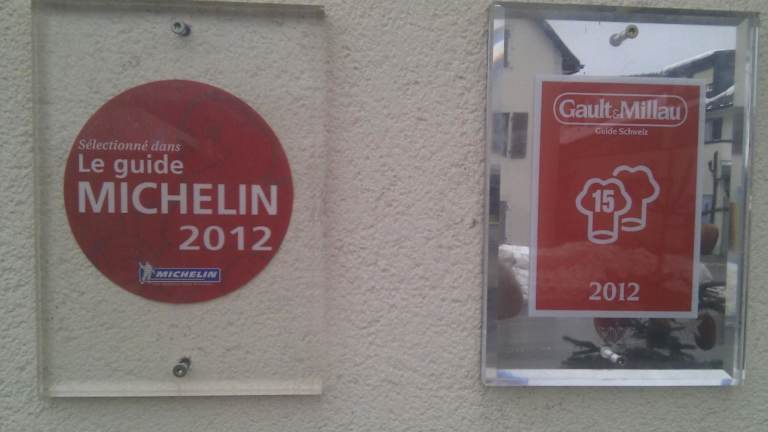 Sélectionné dans
Le guide
MICHELIN
2012
MICHELIN
Gault&Millau
Guide Schweiz
15
2012